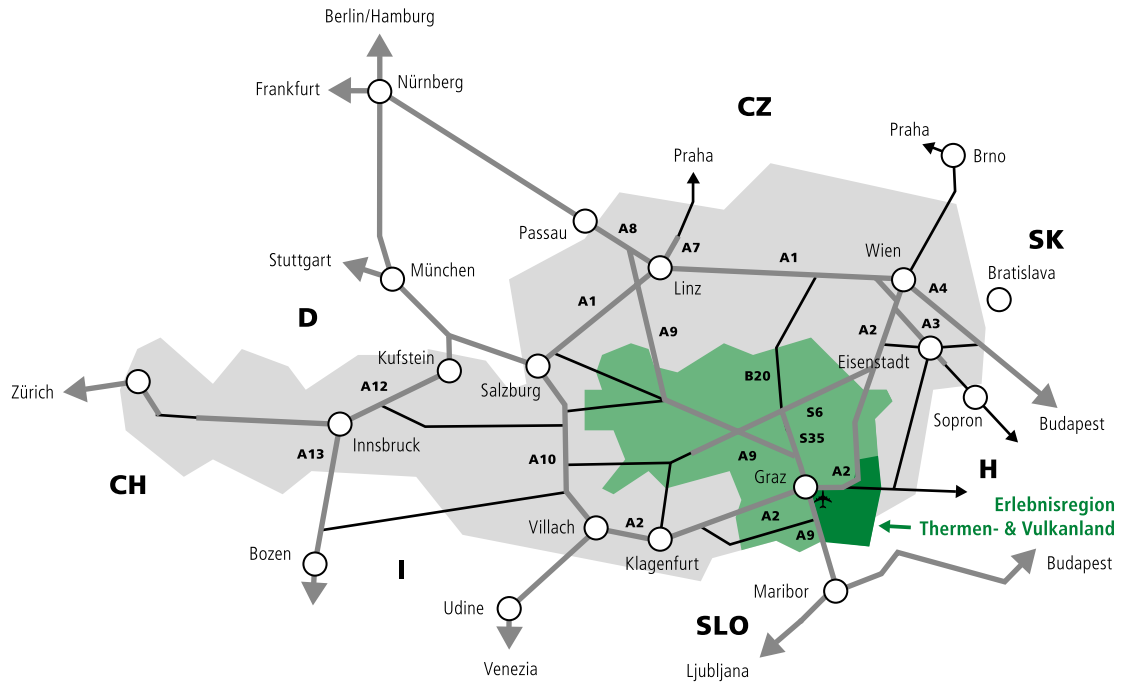 Berlin/Hamburg
Frankfurt
Nürnberg
CZ
Praha
Praha
Brno
Passau
A8
A7
SK
Stuttgart
München
Linz
A1
Wien
Bratislava
A4
A1
D
A9
A2
A3
Kufstein
Eisenstadt
Zürich
A12
Salzburg
B20
Sopron
S6
Budapest
Innsbruck
S35
A13
A10
A9
CH
Graz
A2
H
Erlebnisregion
Thermen- & Vulkanland
Villach
A2
A2
A9
Bozen
Klagenfurt
I
Budapest
Maribor
Udine
SLO
Venezia
Ljubljana